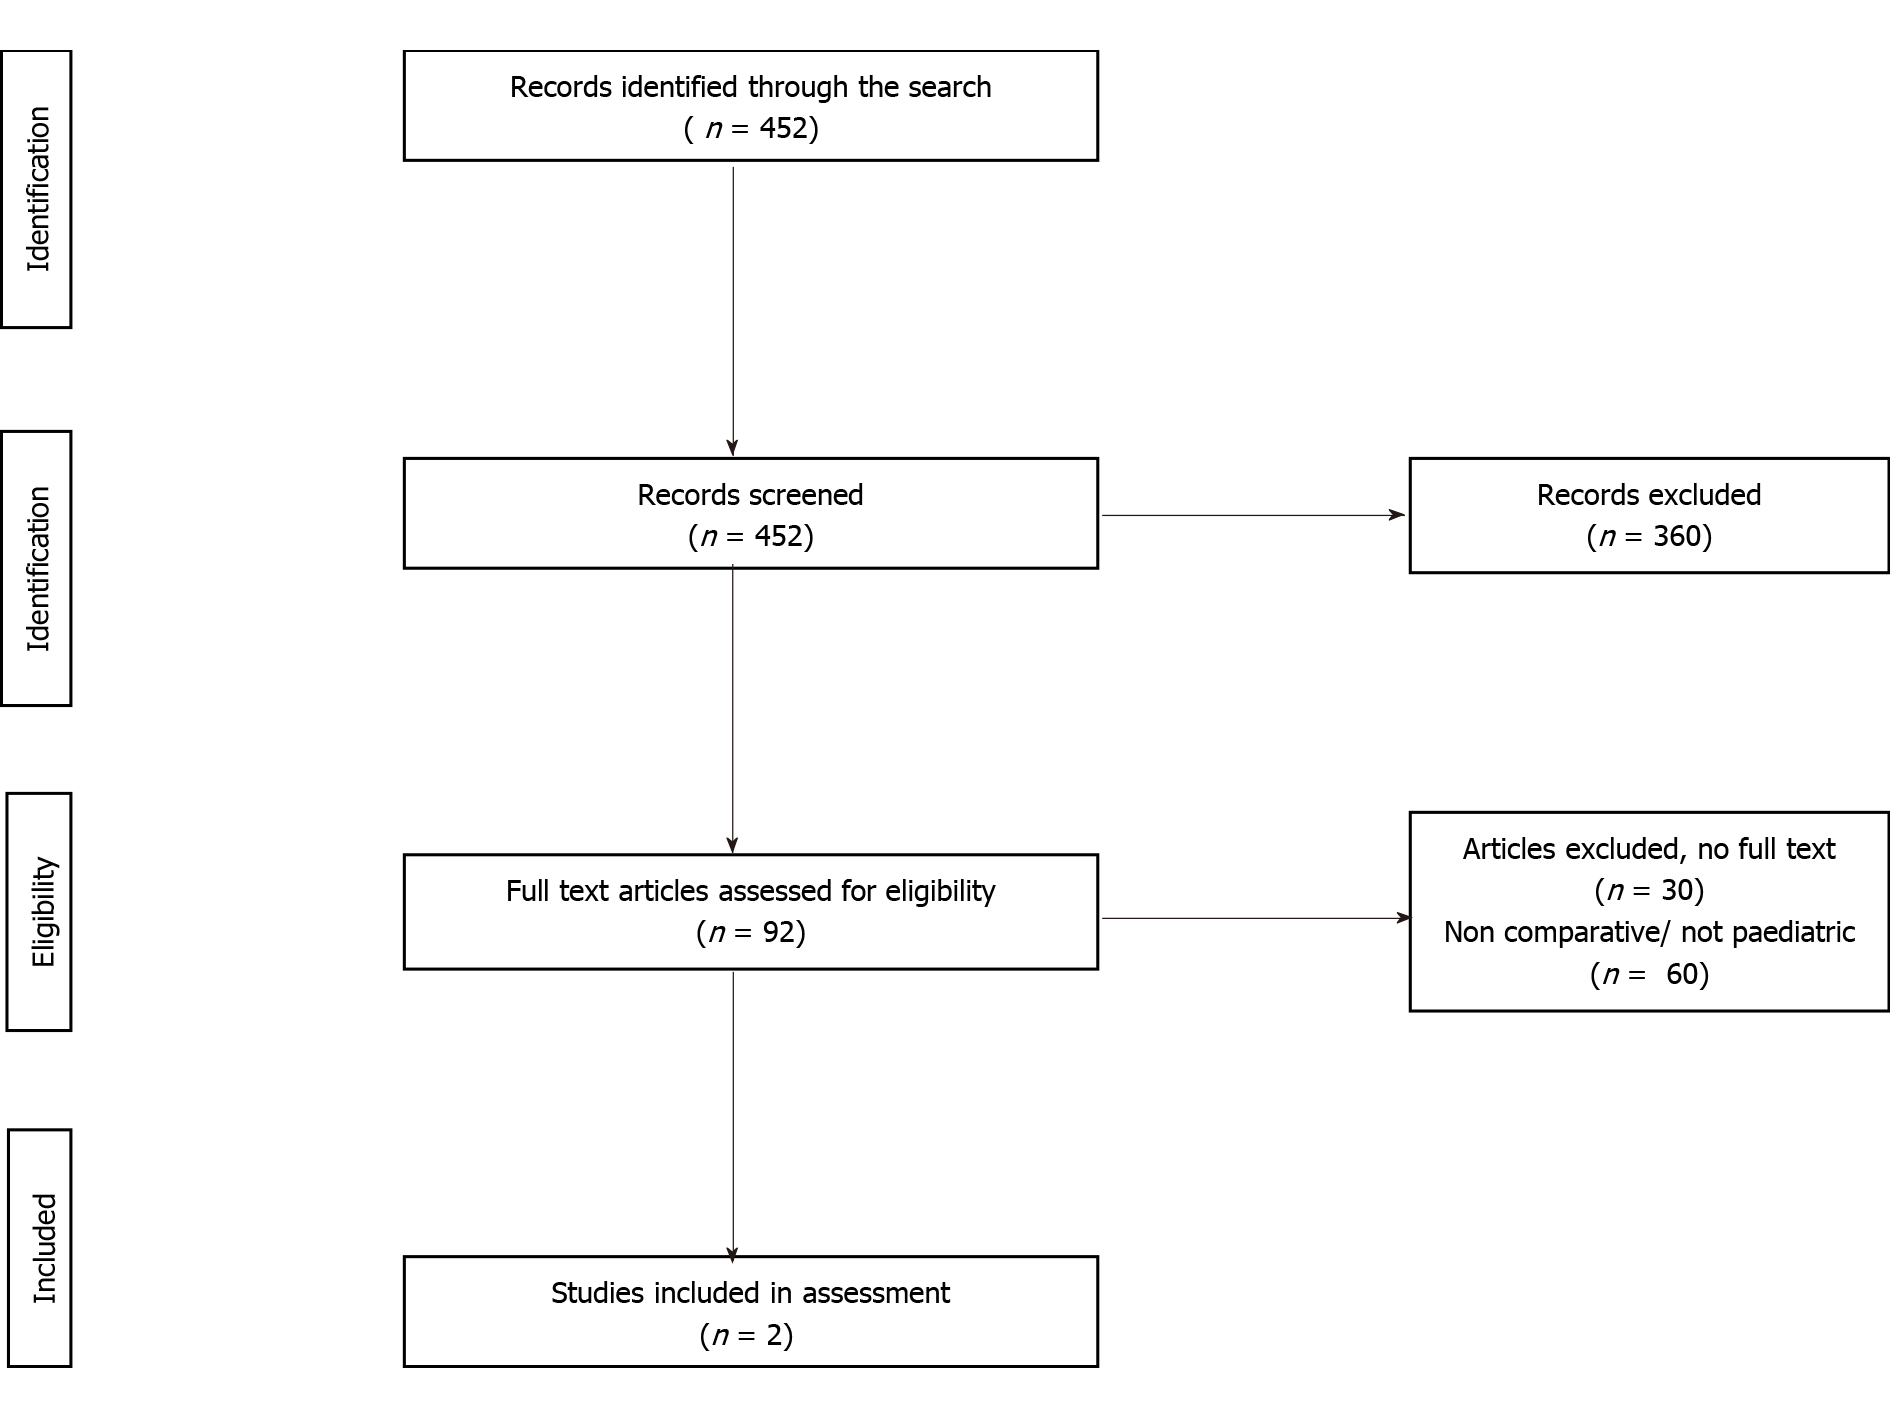 Identification
Records identified through the search
( n = 452)
Identification
Records screened
(n = 452)
Records excluded
(n = 360)
Eligibility
Full text articles assessed for eligibility
(n = 92)
Articles excluded, no full text
(n = 30)
Non comparative/ not paediatric
(n =  60)
Included
Studies included in assessment
(n = 2)